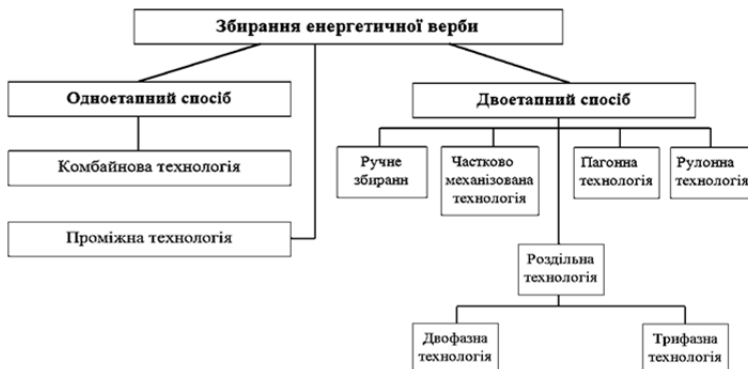 Збирання енергетичної верби
Одноетапний спосіб
Двоетапний спосіб
Комбайнова технологія
Ручне
збиранн
Частково
механізована
технологія
Пагонна
технологія
Рулонна
технологія
Проміжна технологія
Роздільна
технологія
Двофазна
технологія
Трифазна
технологія